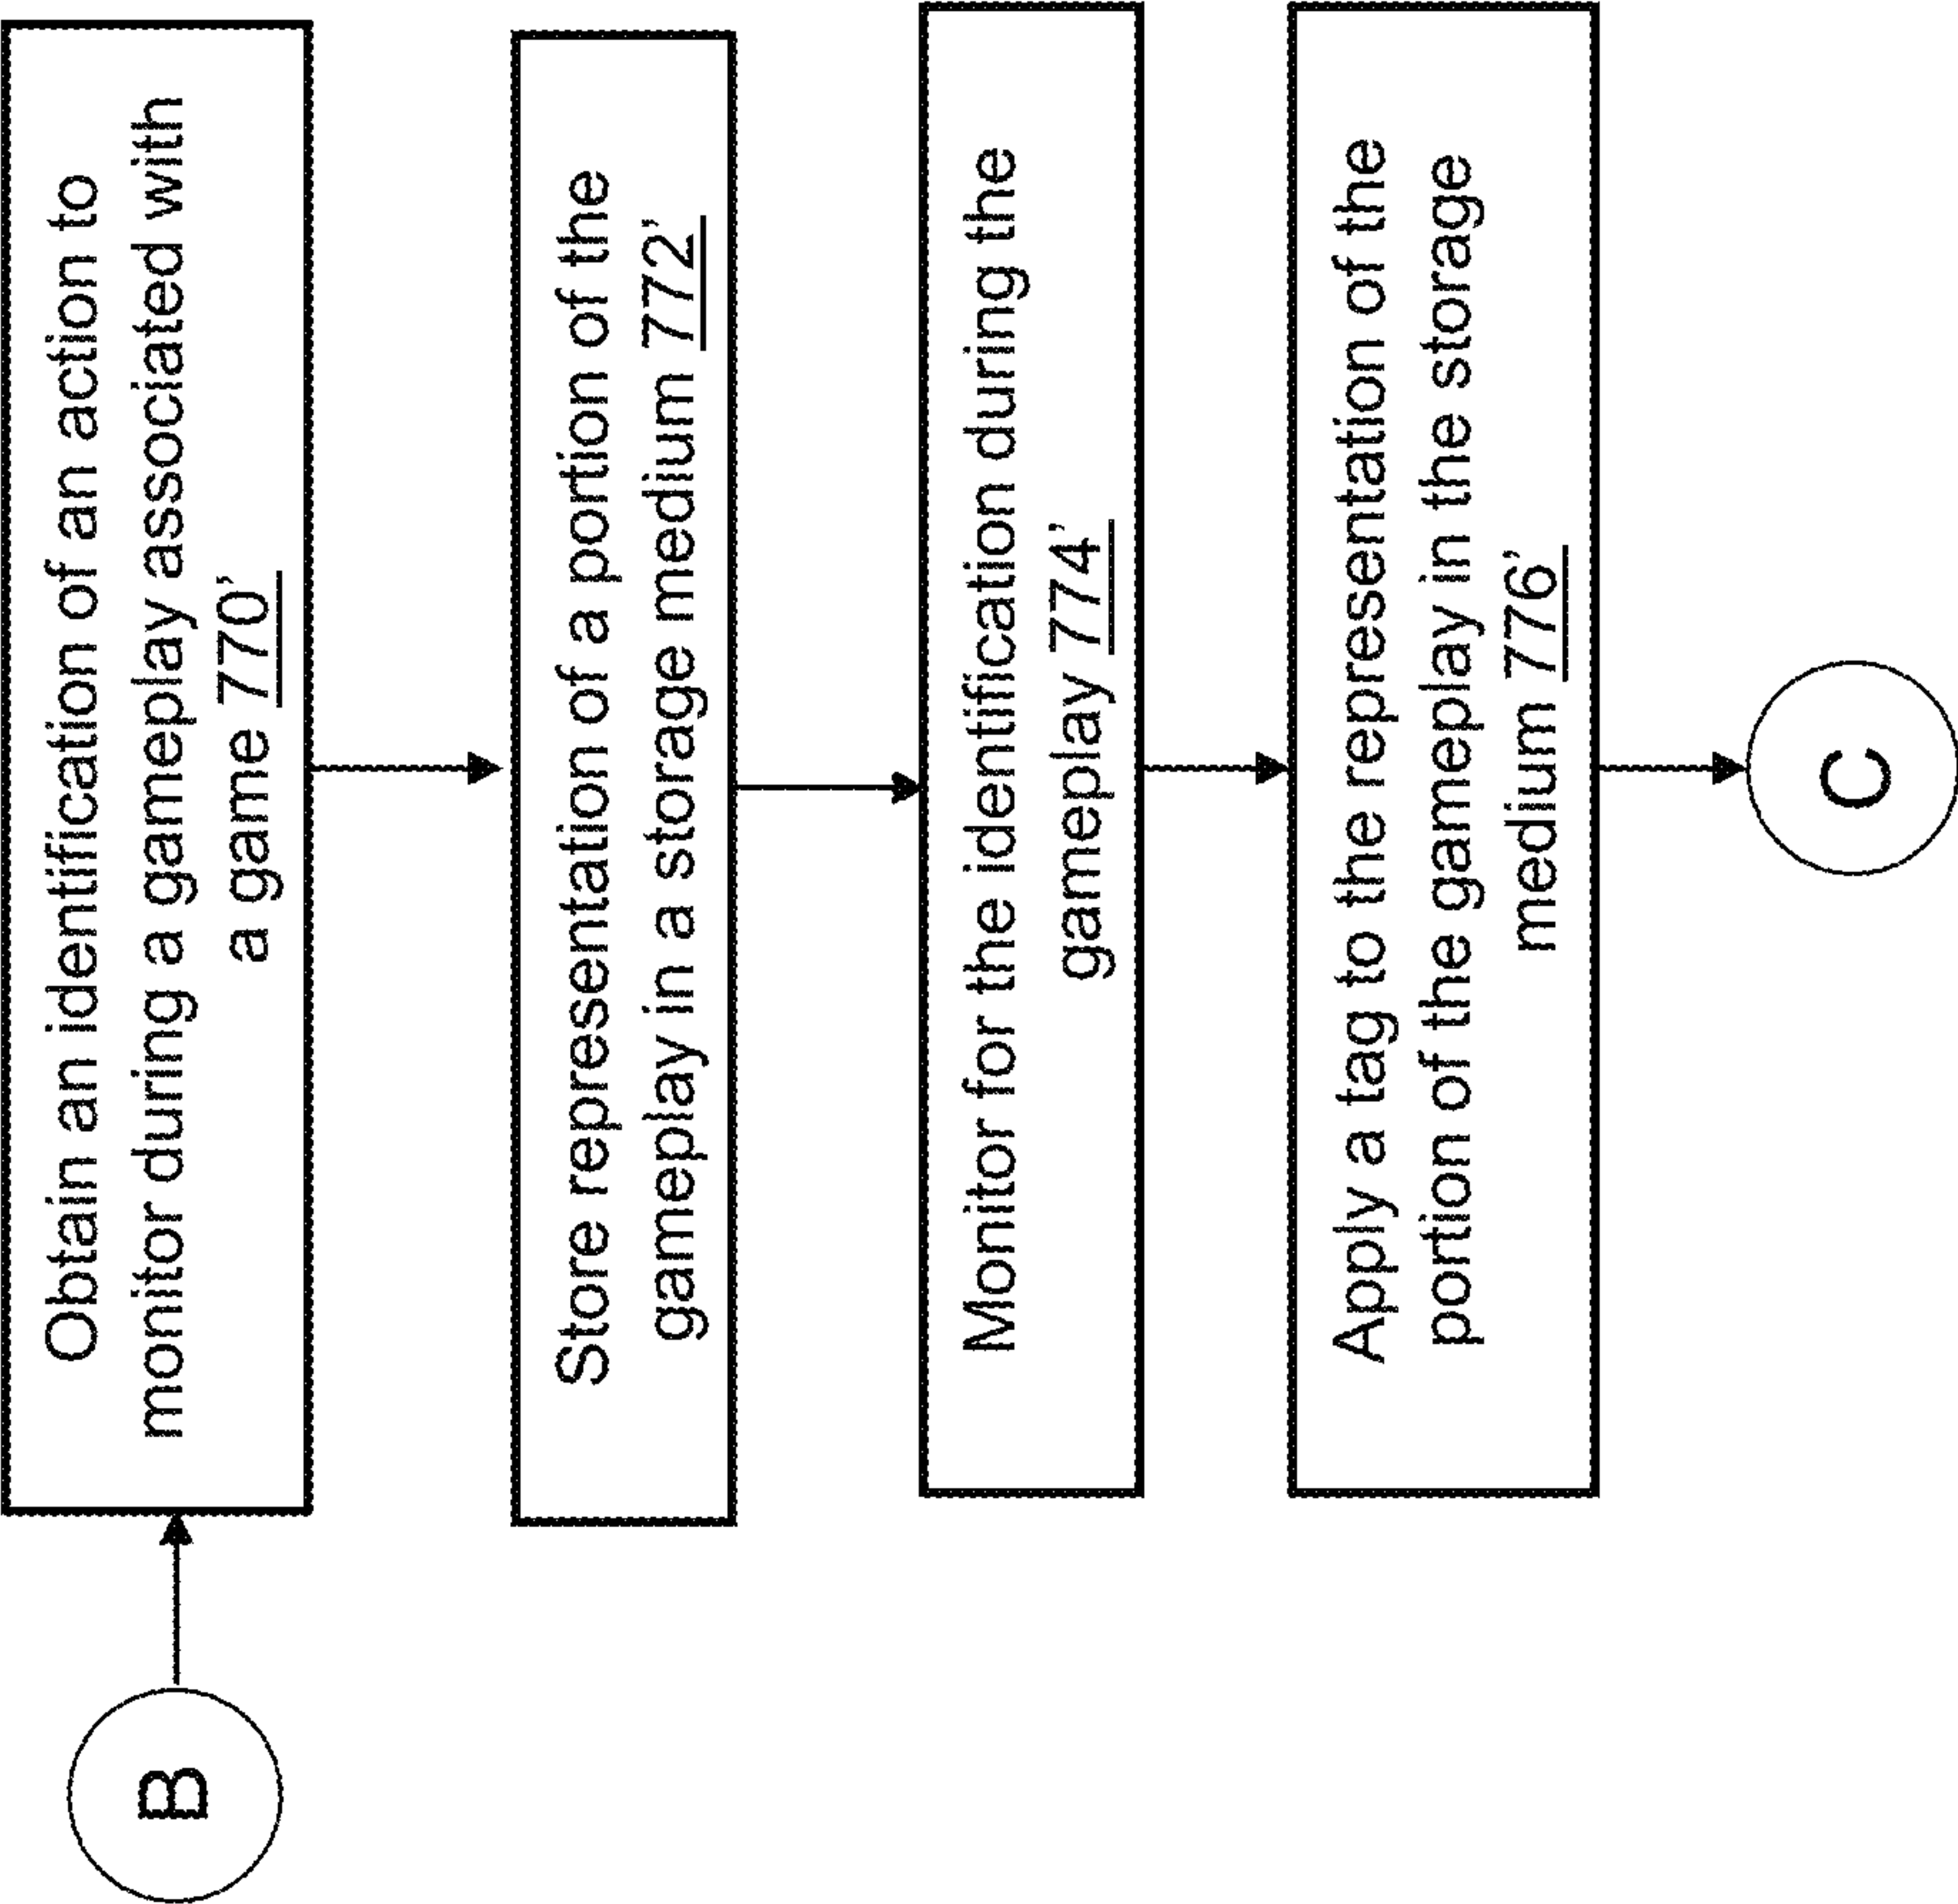 B
Obtain an identification of an action to
monitor during a gameplay associated with
a game 770'
Store representation of a portion of the
gameplay in a storage medium 772'
Monitor for the identification during the
gameplay 774'
Apply a tag to the representation of the
portion of the gameplay in the storage
medium 776'
C